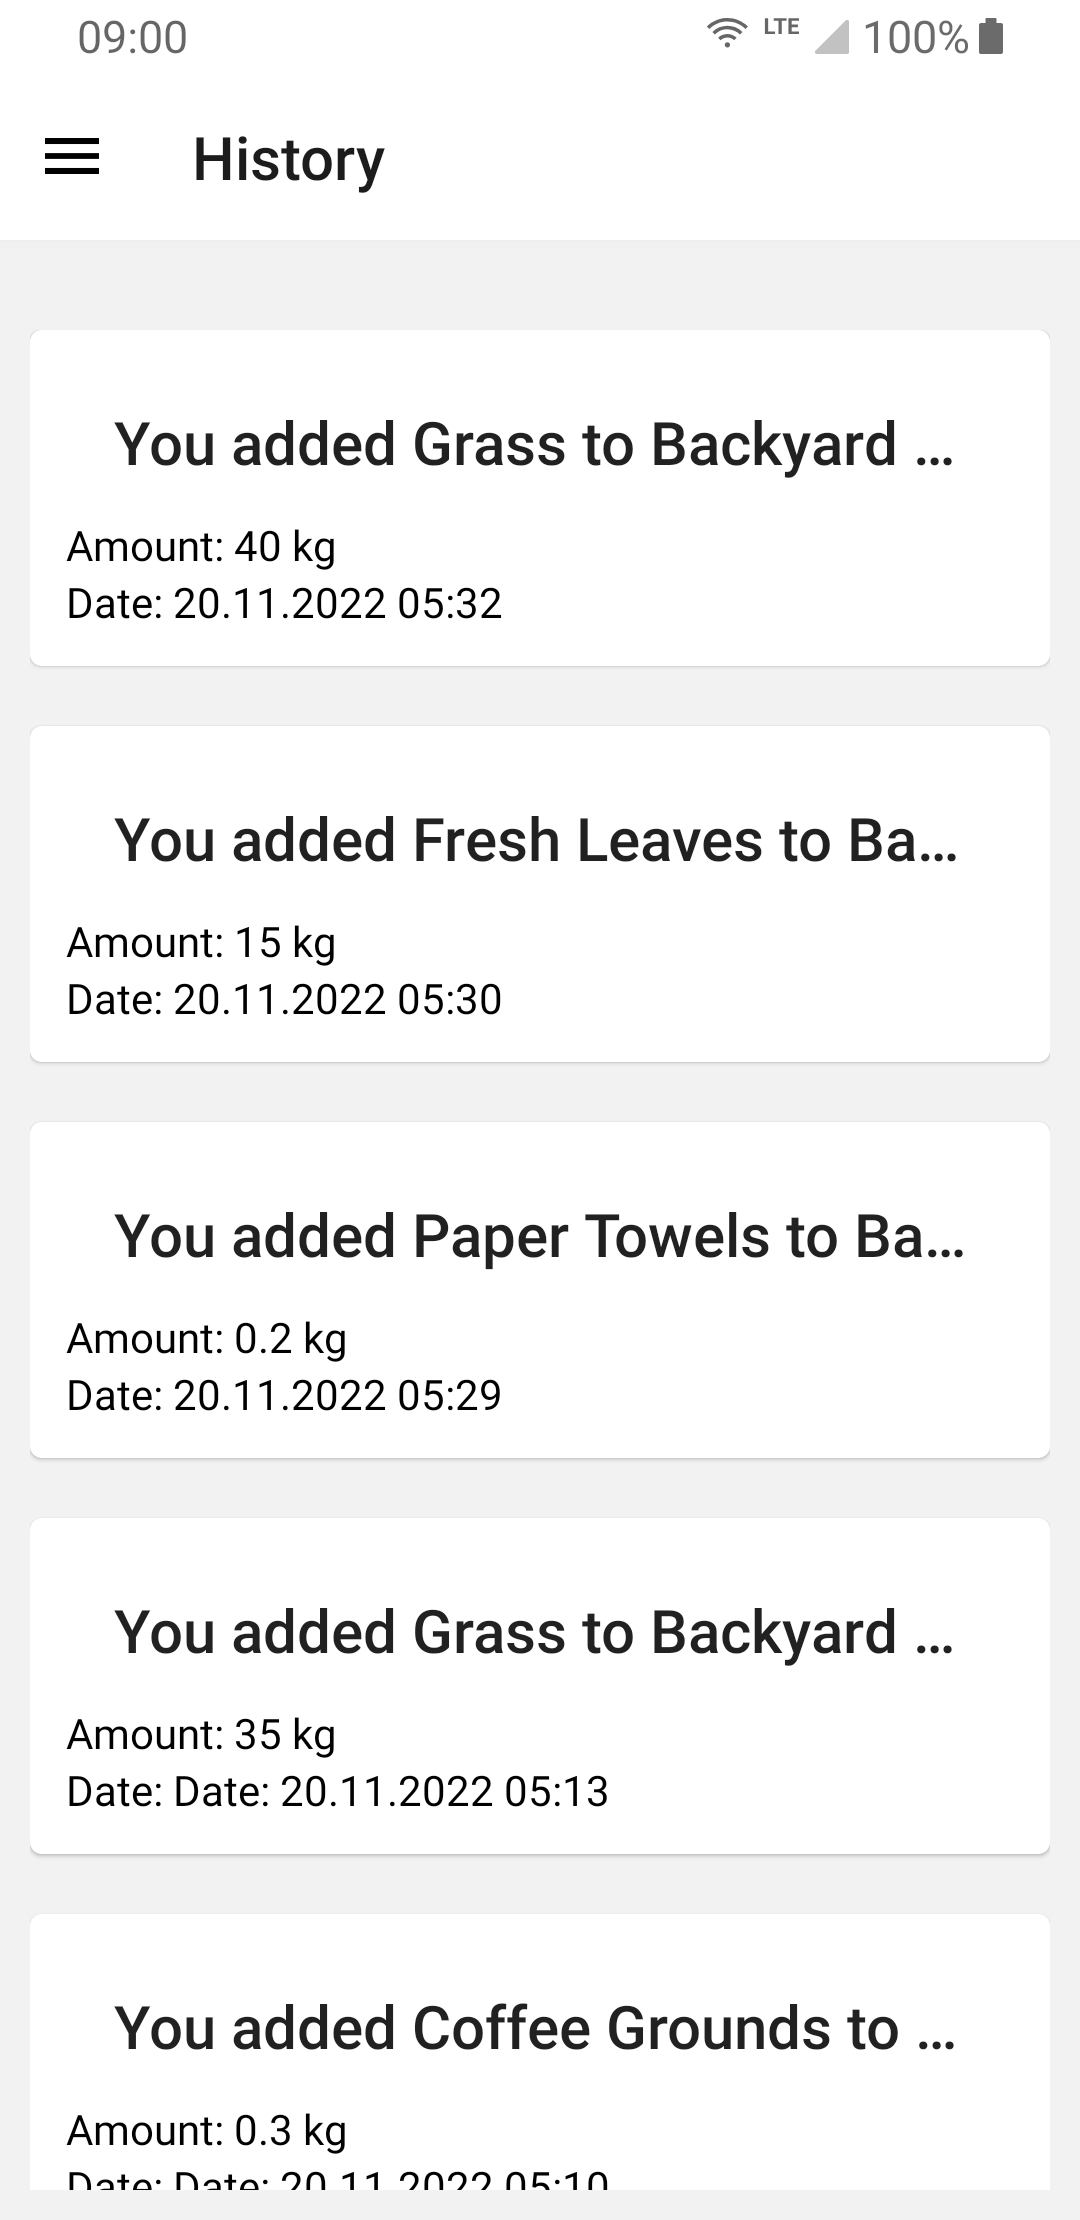 09:00
LTE 100%
History
You added Grass to Backyard ...
Amount: 40 kg
Date: 20.11.2022 05:32
You added Fresh Leaves to Ba...
Amount: 15 kg
Date: 20.11.2022 05:30
You added Paper Towels to Ba...
Amount: 0.2 kg
Date: 20.11.2022 05:29
You added Grass to Backyard ...
Amount: 35 kg
Date: Date: 20.11.2022 05:13
You added Coffee Grounds to ...
Amount: 0.3 kg
Date: Date: 20.11.2022 05:10